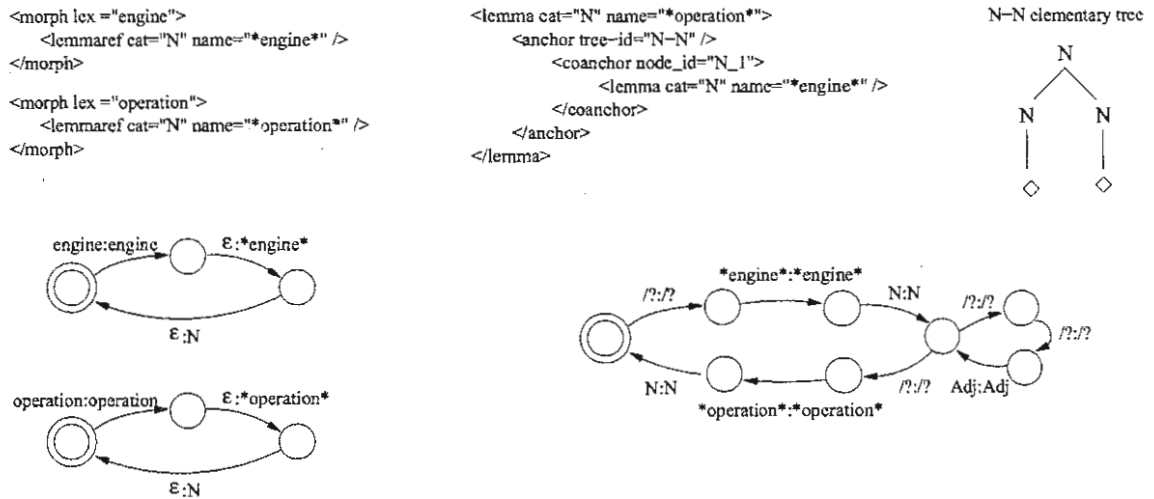 <morph lex ="engine">
<lemmaref cat="N" name="*engine*" />
</morph>
<morph lex ="operation">
<lemmaref cat="N" name="*operation*" />
</morph>
<lemma cat="N" name="*operation*">
<anchor tree-id="N−N" />
<coanchor node_id="N_1">
<lemma cat="N" name="*engine*" />
</coanchor>
</anchor>
</lemma>
N−N elementary tree
N
N N
engine:engine ε:*engine*
ε:N
operation:operation ε:*operation*
ε:N
*engine*:*engine*
/?:/? N:N /?:/?
/?:/?
N:N /?:/? Adj:Adj
*operation*:*operation*